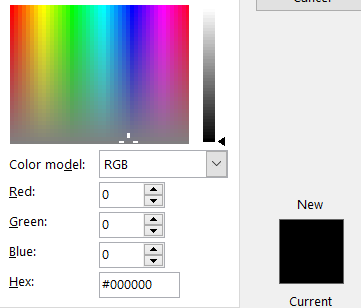 Cancel
Color model: RGB
Red: 0
Green: 0
Blue: 0
Hex: #000000
New
Current